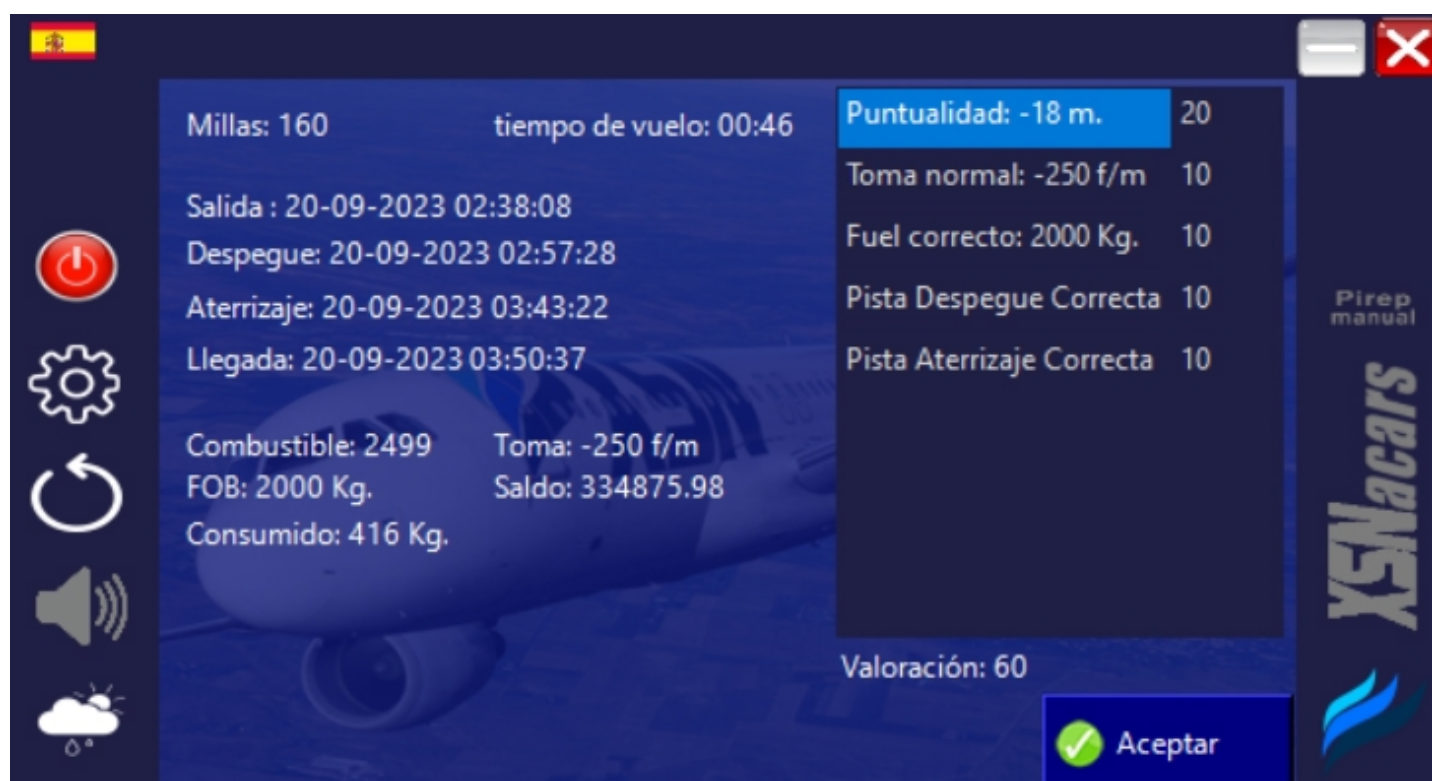 Millas: 160 tiempo de vuelo: 00:46
Salida : 20-09-2023 02:38:08
Despegue: 20-09-2023 02:57:28
Aterrizaje: 20-09-2023 03:43:22
Llegada: 20-09-2023 03:50:37
Combustible: 2499 Toma: -250 f/m
FOB: 2000 Kg. Saldo: 334875.98
Consumido: 416 Kg.
Puntualidad: -18 m. 20
Toma normal: -250 f/m 10
Fuel correcto: 2000 Kg. 10
Pista Despegue Correcta 10
Pista Aterrizaje Correcta 10
Valoración: 60
Aceptar
Pirep
manual
XSNacars